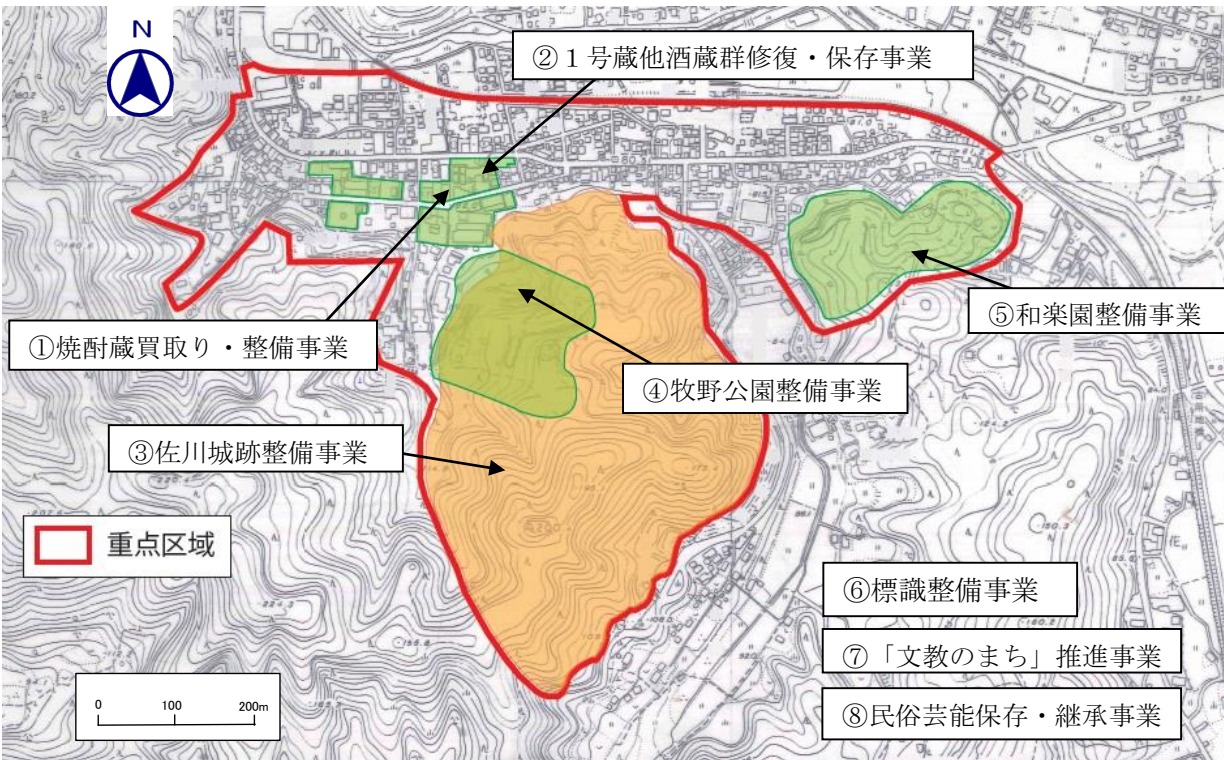 N
②１号蔵他酒蔵群修復・保存事業
①焼酎蔵買取り・整備事業
⑤和楽園整備事業
④牧野公園整備事業
③佐川城跡整備事業
重点区域
⑥標識整備事業
⑦「文教のまち」推進事業
⑧民俗芸能保存・継承事業
0 100 200m